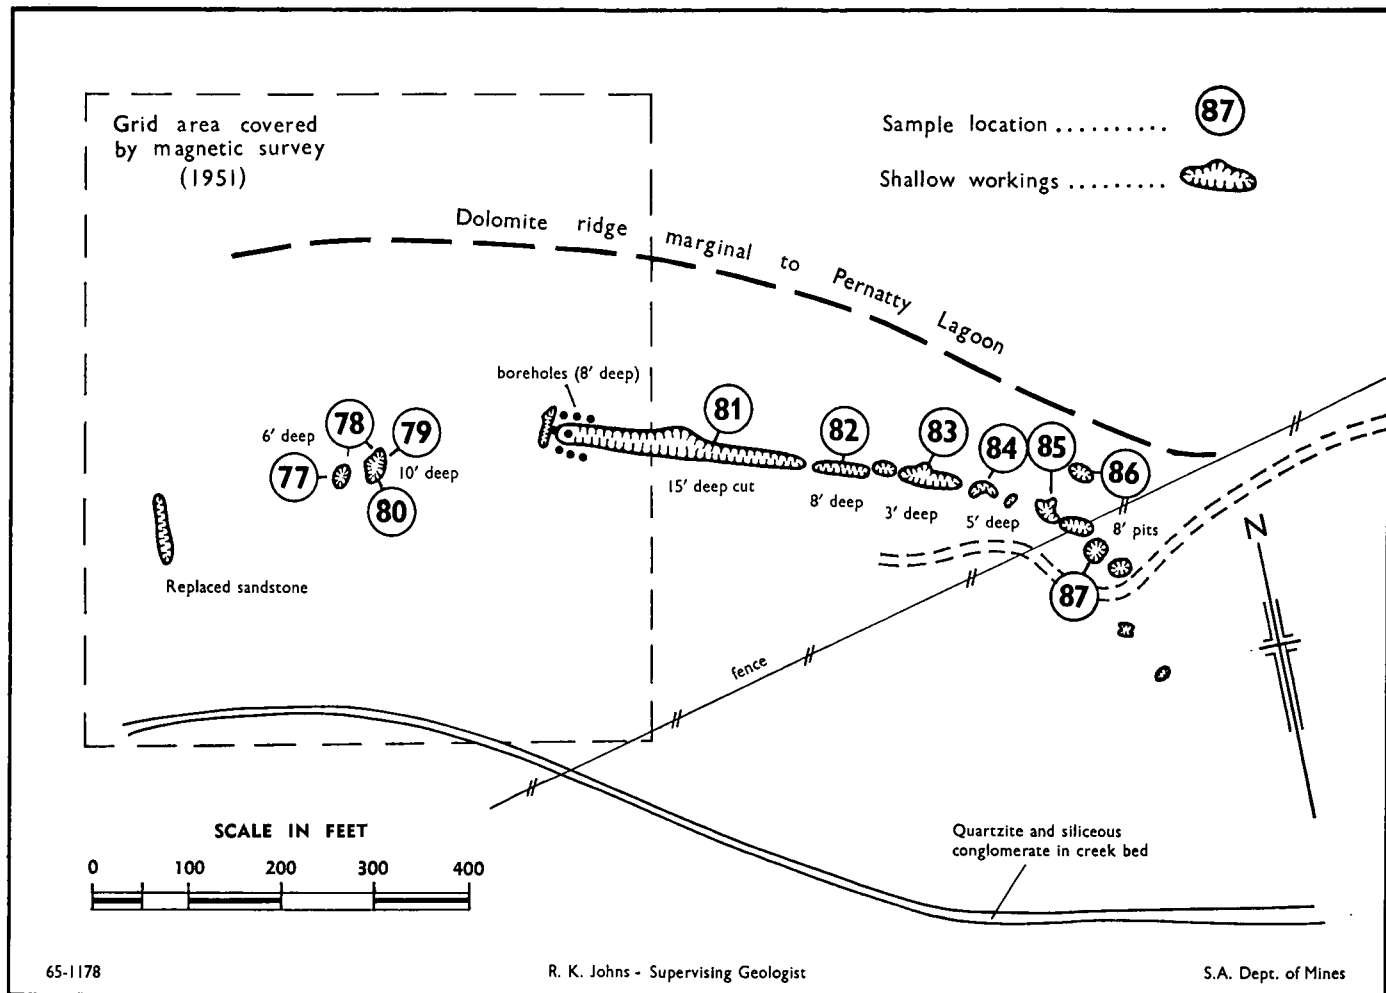 Grid area covered
by magnetic survey
(1951)
Sample location .......... 87
Shallow workings ..........
Dolomite ridge marginal to Pernatty Lagoon
boreholes (8' deep)
81
78
79
6' deep
77
10' deep
80
82
83
84
85
86
15' deep cut
8' deep
3' deep
5' deep
8' pits
87
Replaced sandstone
N
fence
SCALE IN FEET
0 100 200 300 400
Quartzite and siliceous
conglomerate in creek bed
65-1178
R. K. Johns - Supervising Geologist
S.A. Dept. of Mines